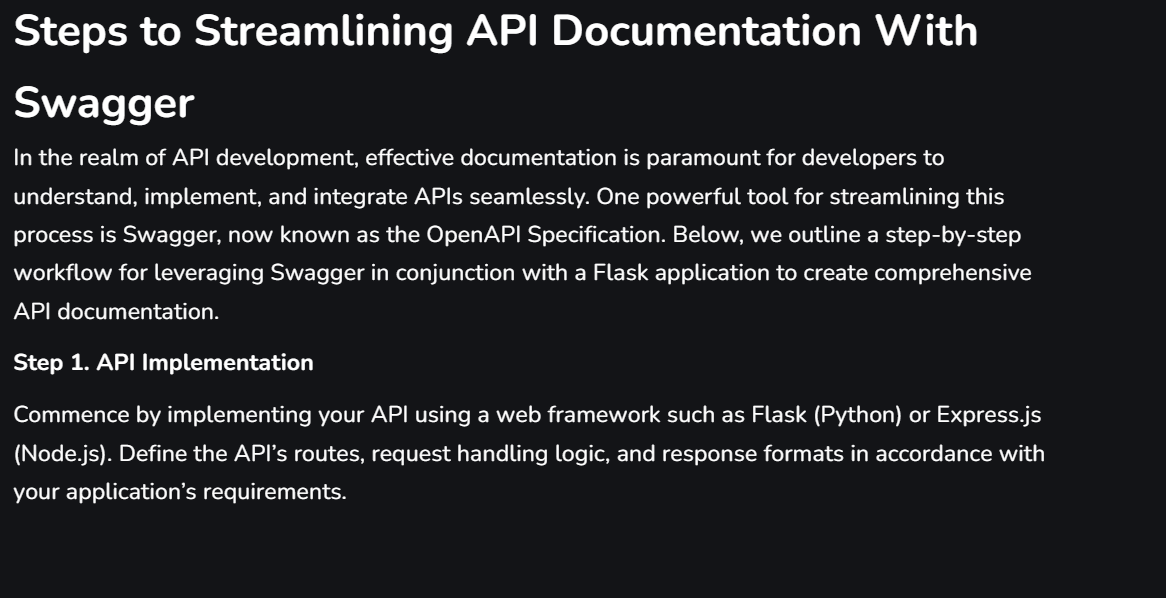 Steps to Streamlining API Documentation With
Swagger
In the realm of API development, effective documentation is paramount for developers to
understand, implement, and integrate APIs seamlessly. One powerful tool for streamlining this
process is Swagger, now known as the OpenAPI Specification. Below, we outline a step-by-step
workflow for leveraging Swagger in conjunction with a Flask application to create comprehensive
API documentation.
Step 1. API Implementation
Commence by implementing your API using a web framework such as Flask (Python) or Express.js
(Node.js). Define the API’s routes, request handling logic, and response formats in accordance with
your application’s requirements.